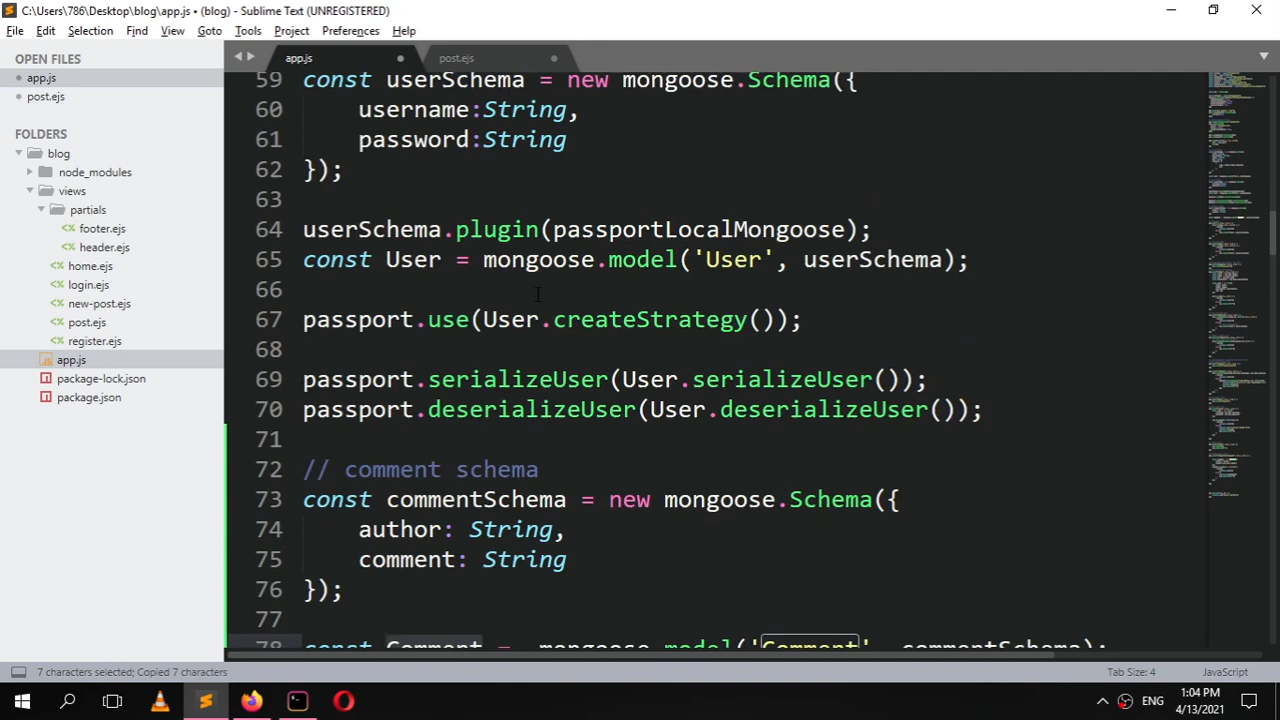 C:\Users\786\Desktop\blog\app.js • (blog) - Sublime Text (UNREGISTERED)
File Edit Selection Find View Goto Tools Project Preferences Help
OPEN FILES
app.js
post.ejs
FOLDERS
blog
node_modules
views
partials
footer.ejs
header.ejs
home.ejs
login.ejs
new-post.ejs
post.ejs
register.ejs
app.js
package-lock.json
package.json
app.js post.ejs
59 const userSchema = new mongoose.Schema({
60 username:String,
61 password:String
62 });
63
64 userSchema.plugin(passportLocalMongoose);
65 const User = mongoose.model('User', userSchema);
66
67 passport.use(User.createStrategy());
68
69 passport.serializeUser(User.serializeUser());
70 passport.deserializeUser(User.deserializeUser());
71
72 // comment schema
73 const commentSchema = new mongoose.Schema({
74 author: String,
75 comment: String
76 });
77
78 const Comment = mongoose.model('Comment', commentSchema);
7 characters selected; Copied 7 characters Tab Size: 4 JavaScript
ENG 1:04 PM
4/13/2021